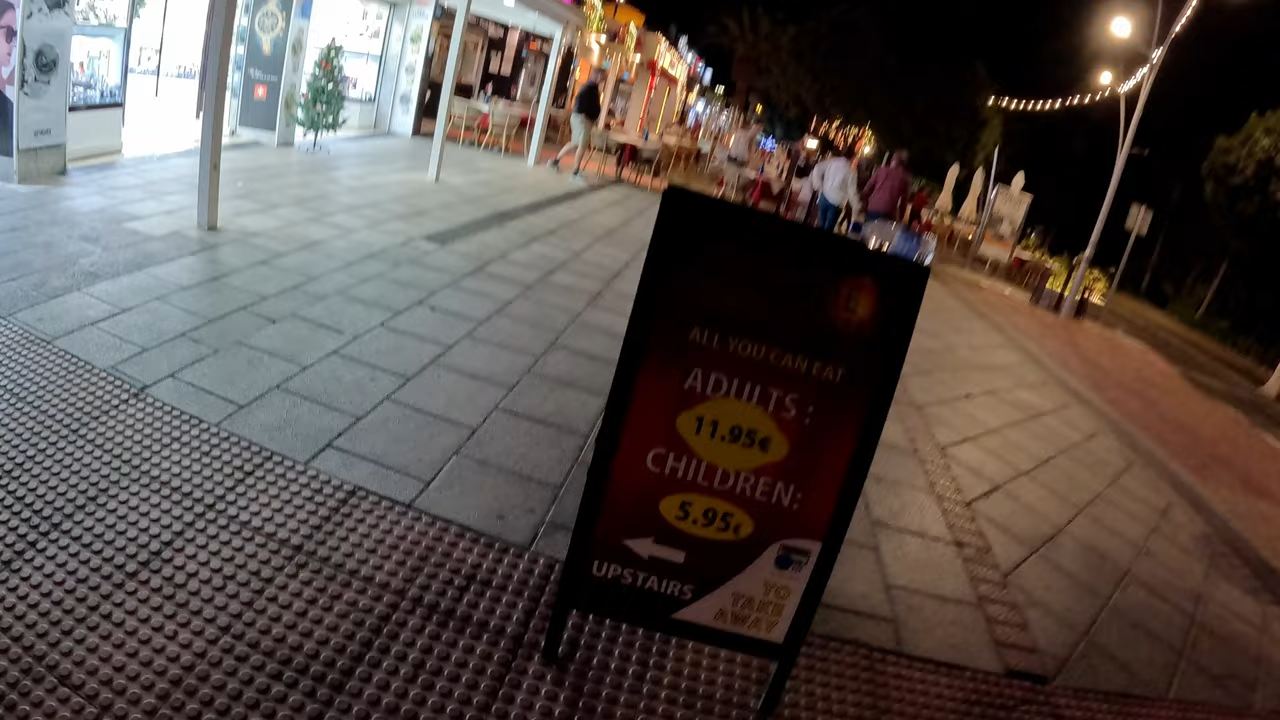 ALL YOU CAN EAT
ADULTS :
11.95€
CHILDREN:
5.95€
UPSTAIRS
TO
TAKE
AWAY